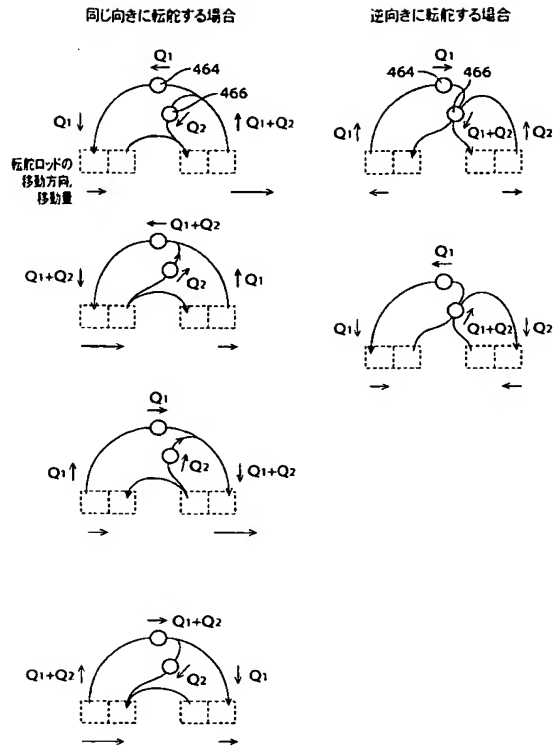 同じ向きに転舵する場合
Q1
←
464
466
Q1↓
↙Q2
↑Q1+Q2
転舵ロッドの
移動方向,
移動量
→
→
←Q1+Q2
Q1+Q2↓
↗Q2
↑Q1
→
→
Q1
→
Q1↑
↑Q2
↓Q1+Q2
→
→
→Q1+Q2
Q1+Q2↑
↙Q2
↓Q1
→
→
逆向きに転舵する場合
Q1
→
464
466
Q1↑
↙Q1+Q2
↑Q2
←
→
Q1
←
Q1↓
↗Q1+Q2
↓Q2
→
←